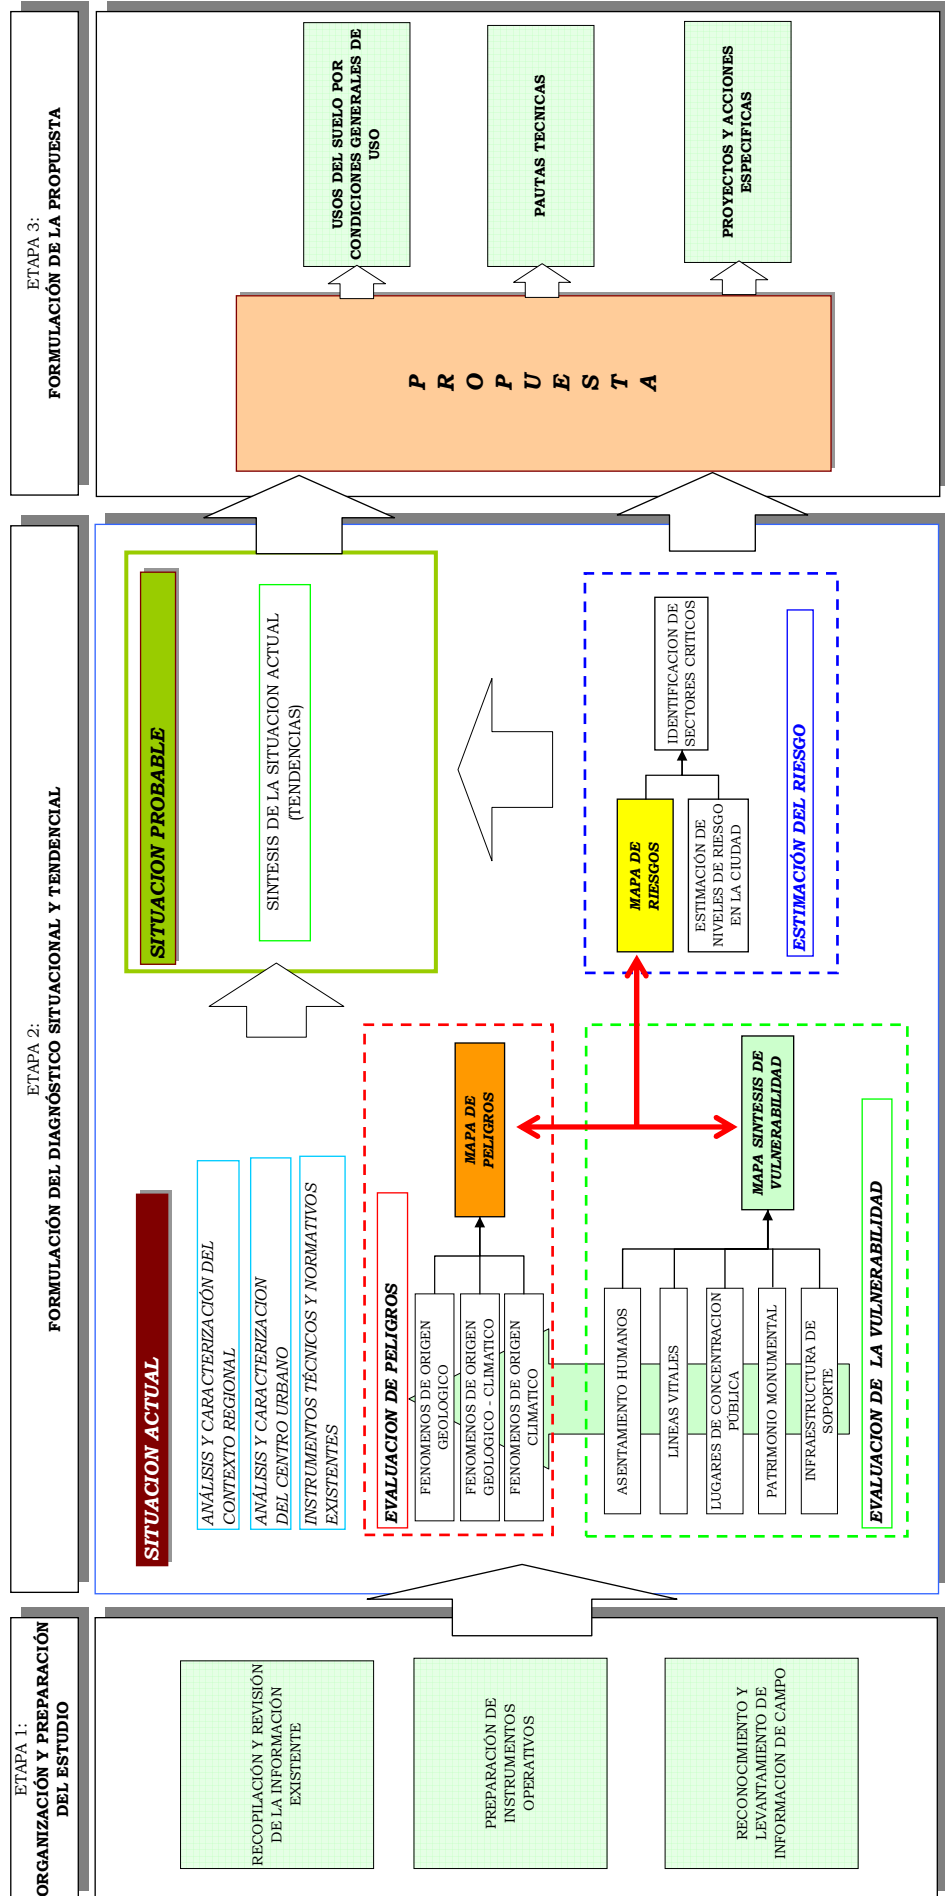 ETAPA 1:
ORGANIZACIÓN Y PREPARACIÓN
DEL ESTUDIO
RECOPILACIÓN Y REVISIÓN
DE LA INFORMACIÓN
EXISTENTE
PREPARACIÓN DE
INSTRUMENTOS
OPERATIVOS
RECONOCIMIENTO Y
LEVANTAMIENTO DE
INFORMACION DE CAMPO
ETAPA 2:
FORMULACIÓN DEL DIAGNÓSTICO SITUACIONAL Y TENDENCIAL
SITUACION ACTUAL
ANÁLISIS Y CARACTERIZACIÓN DEL
CONTEXTO REGIONAL
ANÁLISIS Y CARACTERIZACION
DEL CENTRO URBANO
INSTRUMENTOS TÉCNICOS Y NORMATIVOS
EXISTENTES
EVALUACION DE PELIGROS
FENOMENOS DE ORIGEN
GEOLOGICO
FENOMENOS DE ORIGEN
GEOLOGICO - CLIMATICO
FENOMENOS DE ORIGEN
CLIMATICO
MAPA DE
PELIGROS
ASENTAMIENTO HUMANOS
LINEAS VITALES
LUGARES DE CONCENTRACION
PÚBLICA
PATRIMONIO MONUMENTAL
INFRAESTRUCTURA DE
SOPORTE
MAPA SINTESIS DE
VULNERABILIDAD
EVALUACION DE LA VULNERABILIDAD
SITUACION PROBABLE
SINTESIS DE LA SITUACION ACTUAL
(TENDENCIAS)
MAPA DE
RIESGOS
ESTIMACIÓN DE
NIVELES DE RIESGO
EN LA CIUDAD
IDENTIFICACION DE
SECTORES CRITICOS
ESTIMACIÓN DEL RIESGO
ETAPA 3:
FORMULACIÓN DE LA PROPUESTA
P
R
O
P
U
E
S
T
A
USOS DEL SUELO POR
CONDICIONES GENERALES DE
USO
PAUTAS TECNICAS
PROYECTOS Y ACCIONES
ESPECIFICAS